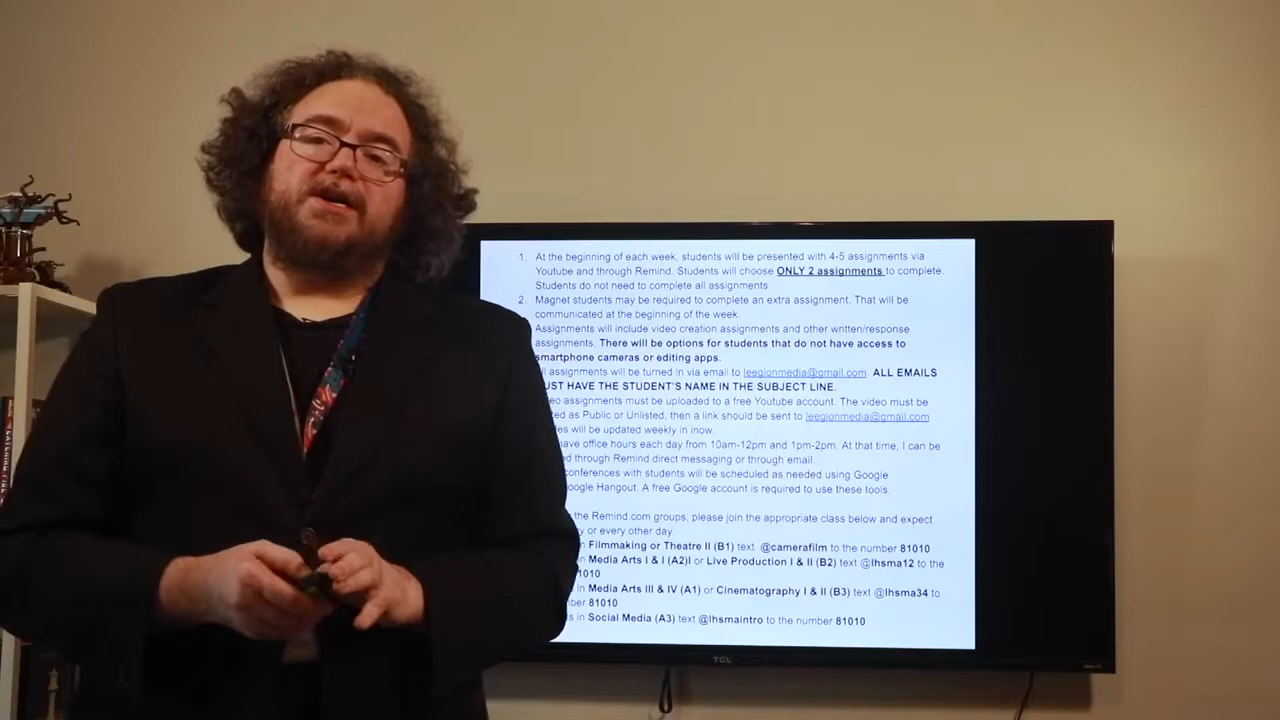 1. At the beginning of each week, students will be presented with 4-5 assignments via
Youtube and through Remind. Students will choose ONLY 2 assignments to complete.
Students do not need to complete all assignments.
2. Magnet students may be required to complete an extra assignment. That will be
communicated at the beginning of the week.
Assignments will include video creation assignments and other written/response
assignments. There will be options for students that do not have access to
smartphone cameras or editing apps.
assignments will be turned in via email to leegionmedia@gmail.com. ALL EMAILS
UST HAVE THE STUDENT'S NAME IN THE SUBJECT LINE.
eo assignments must be uploaded to a free Youtube account. The video must be
ted as Public or Unlisted, then a link should be sent to leegionmedia@gmail.com
es will be updated weekly in inow.
have office hours each day from 10am-12pm and 1pm-2pm. At that time, I can be
ed through Remind direct messaging or through email.
conferences with students will be scheduled as needed using Google
oogle Hangout. A free Google account is required to use these tools.
the Remind.com groups, please join the appropriate class below and expect
y or every other day.
n Filmmaking or Theatre II (B1) text @camerafilm to the number 81010
n Media Arts I & I (A2)I or Live Production I & II (B2) text @lhsma12 to the
1010
in Media Arts III & IV (A1) or Cinematography I & II (B3) text @lhsma34 to
ber 81010
s in Social Media (A3) text @lhsmaintro to the number 81010
TCL